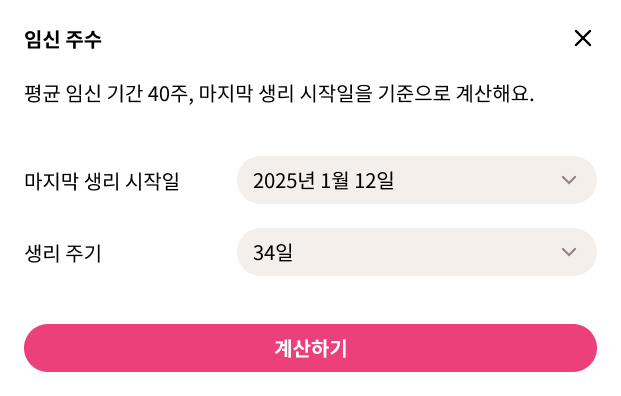 임신 주수
평균 임신 기간 40주, 마지막 생리 시작일을 기준으로 계산해요.
마지막 생리 시작일
2025년 1월 12일
생리 주기
34일
계산하기